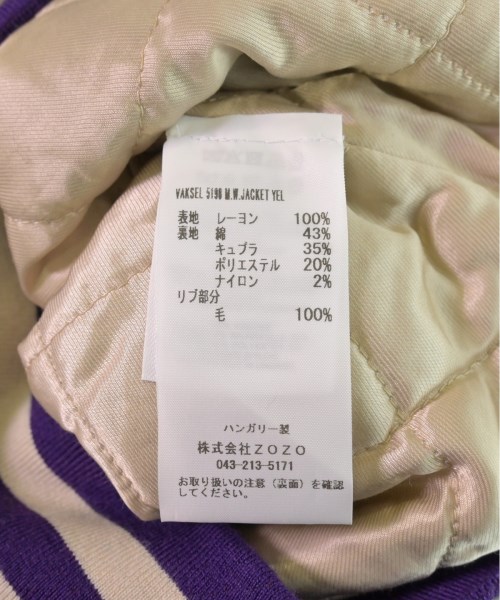 VAKSEL 5198 M.W.JACKET YEL
表地 レーヨン 100%
裏地 綿 43%
キュプラ 35%
ポリエステル 20%
ナイロン 2%
リブ部分
毛 100%
ハンガリー製
株式会社ZOZO
043-213-5171
お取り扱いの注意（裏面）を確認
してください。